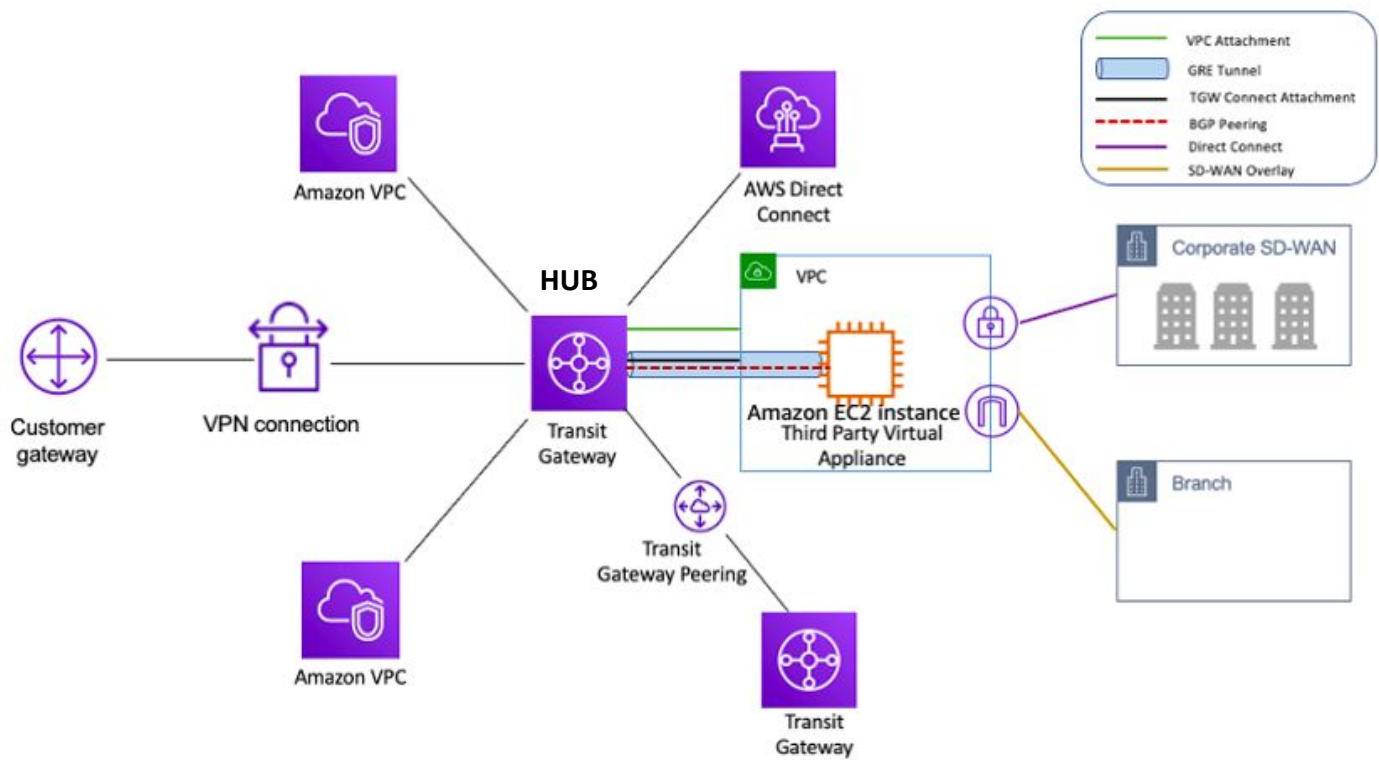 VPC Attachment
GRE Tunnel
TGW Connect Attachment
BGP Peering
Direct Connect
SD-WAN Overlay
Amazon VPC
AWS Direct
Connect
HUB
VPC
Corporate SD-WAN
Customer
gateway
VPN connection
Transit
Gateway
Amazon EC2 instance
Third Party Virtual
Appliance
Branch
Transit
Gateway Peering
Amazon VPC
Transit
Gateway